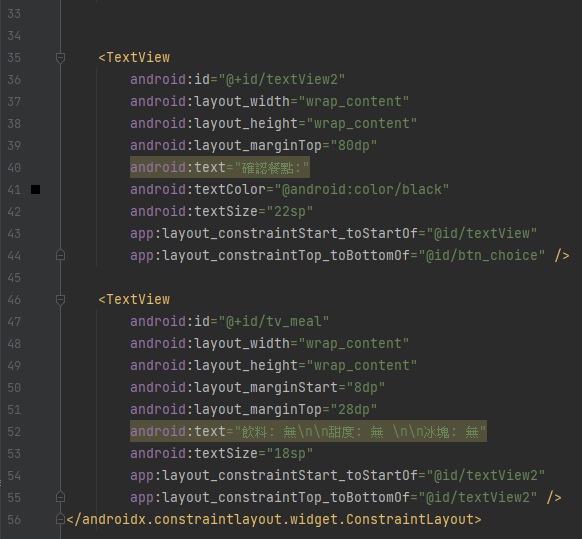 33
34
35 <TextView
36 android:id="@+id/textView2"
37 android:layout_width="wrap_content"
38 android:layout_height="wrap_content"
39 android:layout_marginTop="80dp"
40 android:text="確認餐點:"
41 android:textColor="@android:color/black"
42 android:textSize="22sp"
43 app:layout_constraintStart_toStartOf="@id/textView"
44 app:layout_constraintTop_toBottomOf="@id/btn_choice" />
45
46 <TextView
47 android:id="@+id/tv_meal"
48 android:layout_width="wrap_content"
49 android:layout_height="wrap_content"
50 android:layout_marginStart="8dp"
51 android:layout_marginTop="28dp"
52 android:text="飲料: 無\n\n甜度: 無 \n\n冰塊: 無"
53 android:textSize="18sp"
54 app:layout_constraintStart_toStartOf="@id/textView2"
55 app:layout_constraintTop_toBottomOf="@id/textView2" />
56 </androidx.constraintlayout.widget.ConstraintLayout>